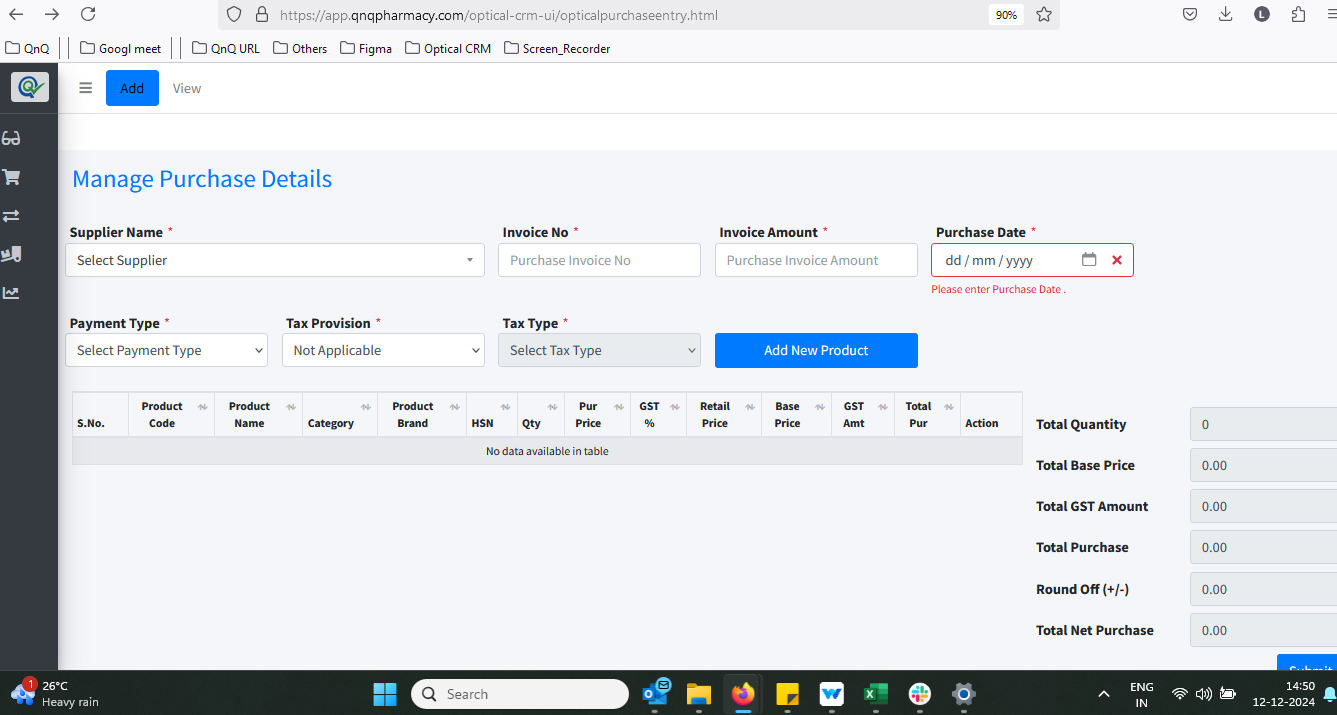 https://app.qnqpharmacy.com/optical-crm-ui/opticalpurchaseentry.html
90%
L
QnQ
Googl meet
QnQ URL
Others
Figma
Optical CRM
Screen_Recorder
Add
View
Manage Purchase Details
Supplier Name *
Invoice No *
Invoice Amount *
Purchase Date *
Select Supplier
Purchase Invoice No
Purchase Invoice Amount
dd / mm / yyyy
Please enter Purchase Date .
Payment Type *
Tax Provision *
Tax Type *
Select Payment Type
Not Applicable
Select Tax Type
Add New Product
S.No.
Product Code
Product Name
Category
Product Brand
HSN
Qty
Pur Price
GST %
Retail Price
Base Price
GST Amt
Total Pur
Action
No data available in table
Total Quantity
0
Total Base Price
0.00
Total GST Amount
0.00
Total Purchase
0.00
Round Off (+/-)
0.00
Total Net Purchase
0.00
Submit
1
26°C
Heavy rain
Search
ENG
IN
14:50
12-12-2024